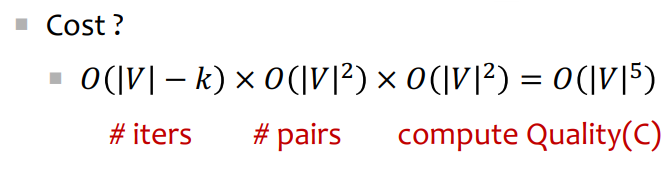 ▪ Cost ?
▪ O(|V| − k) × O(|V|²) × O(|V|²) = O(|V|⁵)
# iters # pairs compute Quality(C)